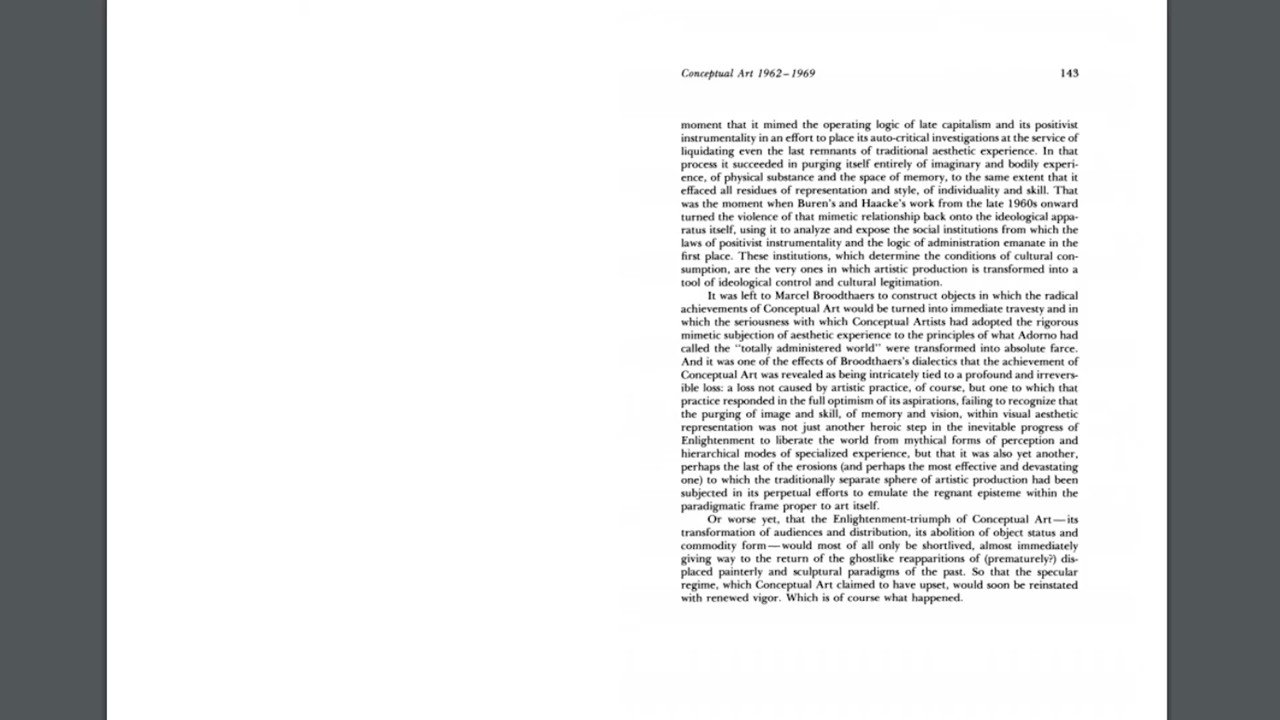 Conceptual Art 1962–1969 143
moment that it mimed the operating logic of late capitalism and its positivist
instrumentality in an effort to place its auto-critical investigations at the service of
liquidating even the last remnants of traditional aesthetic experience. In that
process it succeeded in purging itself entirely of imaginary and bodily experi-
ence, of physical substance and the space of memory, to the same extent that it
effaced all residues of representation and style, of individuality and skill. That
was the moment when Buren's and Haacke's work from the late 1960s onward
turned the violence of that mimetic relationship back onto the ideological appa-
ratus itself, using it to analyze and expose the social institutions from which the
laws of positivist instrumentality and the logic of administration emanate in the
first place. These institutions, which determine the conditions of cultural con-
sumption, are the very ones in which artistic production is transformed into a
tool of ideological control and cultural legitimation.
It was left to Marcel Broodthaers to construct objects in which the radical
achievements of Conceptual Art would be turned into immediate travesty and in
which the seriousness with which Conceptual Artists had adopted the rigorous
mimetic subjection of aesthetic experience to the principles of what Adorno had
called the "totally administered world" were transformed into absolute farce.
And it was one of the effects of Broodthaers's dialectics that the achievement of
Conceptual Art was revealed as being intricately tied to a profound and irrevers-
ible loss: a loss not caused by artistic practice, of course, but one to which that
practice responded in the full optimism of its aspirations, failing to recognize that
the purging of image and skill, of memory and vision, within visual aesthetic
representation was not just another heroic step in the inevitable progress of
Enlightenment to liberate the world from mythical forms of perception and
hierarchical modes of specialized experience, but that it was also yet another,
perhaps the last of the erosions (and perhaps the most effective and devastating
one) to which the traditionally separate sphere of artistic production had been
subjected in its perpetual efforts to emulate the regnant episteme within the
paradigmatic frame proper to art itself.
Or worse yet, that the Enlightenment-triumph of Conceptual Art—its
transformation of audiences and distribution, its abolition of object status and
commodity form—would most of all only be shortlived, almost immediately
giving way to the return of the ghostlike reapparitions of (prematurely?) dis-
placed painterly and sculptural paradigms of the past. So that the specular
regime, which Conceptual Art claimed to have upset, would soon be reinstated
with renewed vigor. Which is of course what happened.